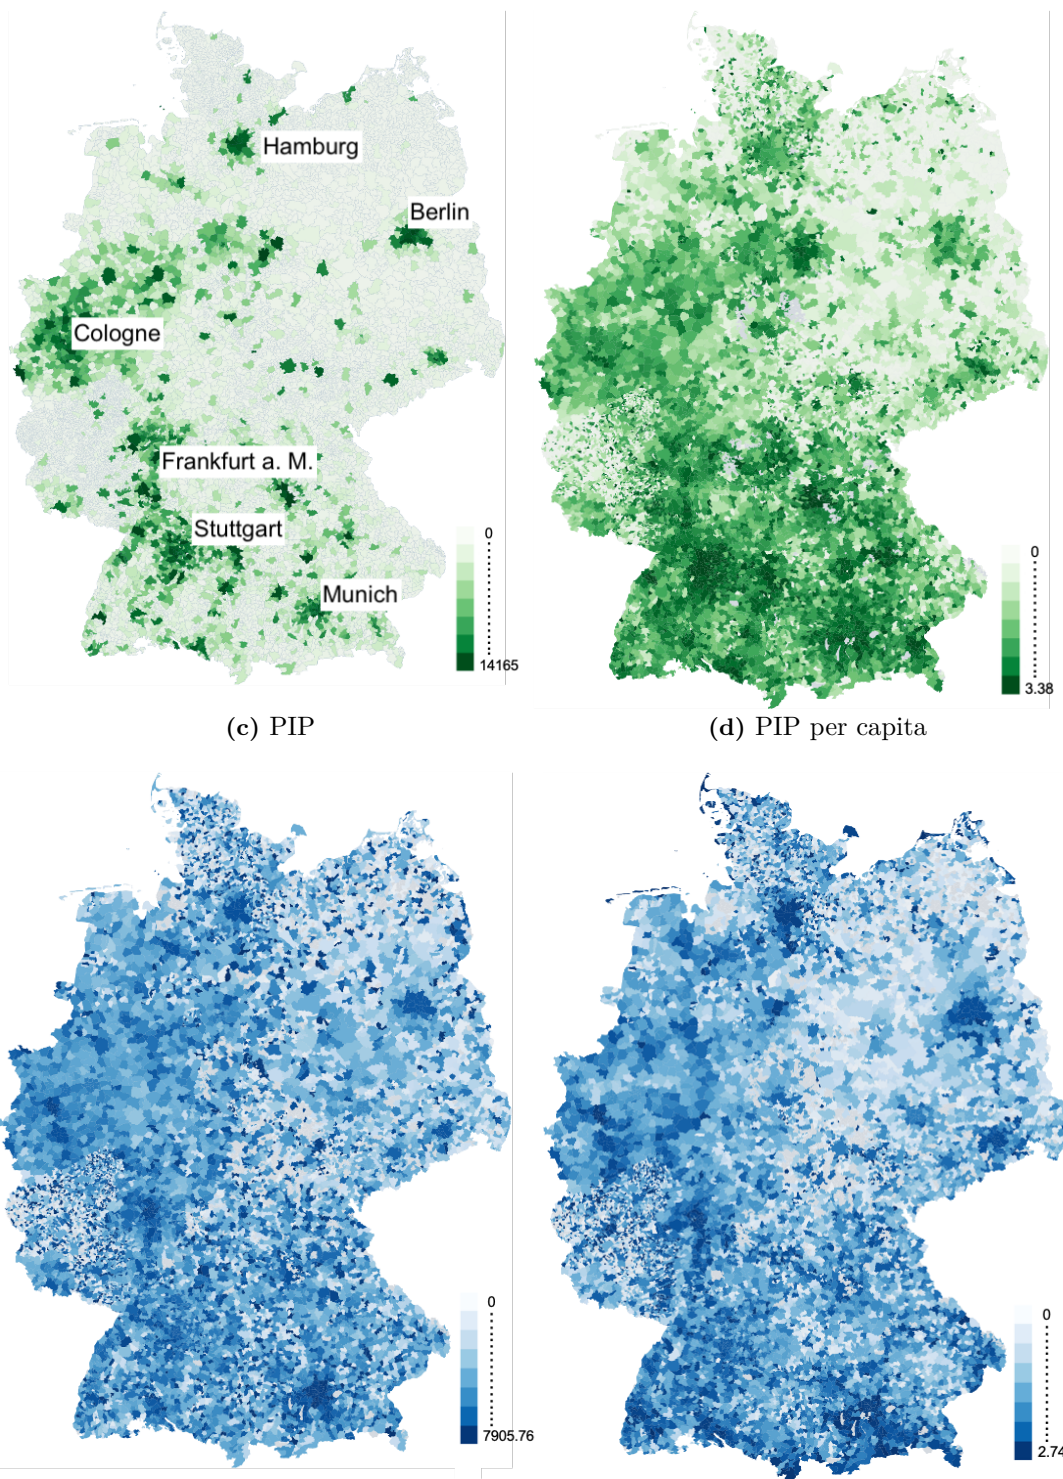 Hamburg
Berlin
Cologne
Frankfurt a. M.
Stuttgart
Munich
0
14165
0
3.38
(c) PIP
(d) PIP per capita
0
7905.76
0
2.74